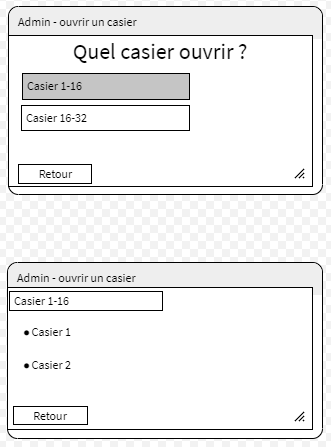 Admin - ouvrir un casier
Quel casier ouvrir ?
Casier 1-16
Casier 16-32
Retour
Admin - ouvrir un casier
Casier 1-16
Casier 1
Casier 2
Retour